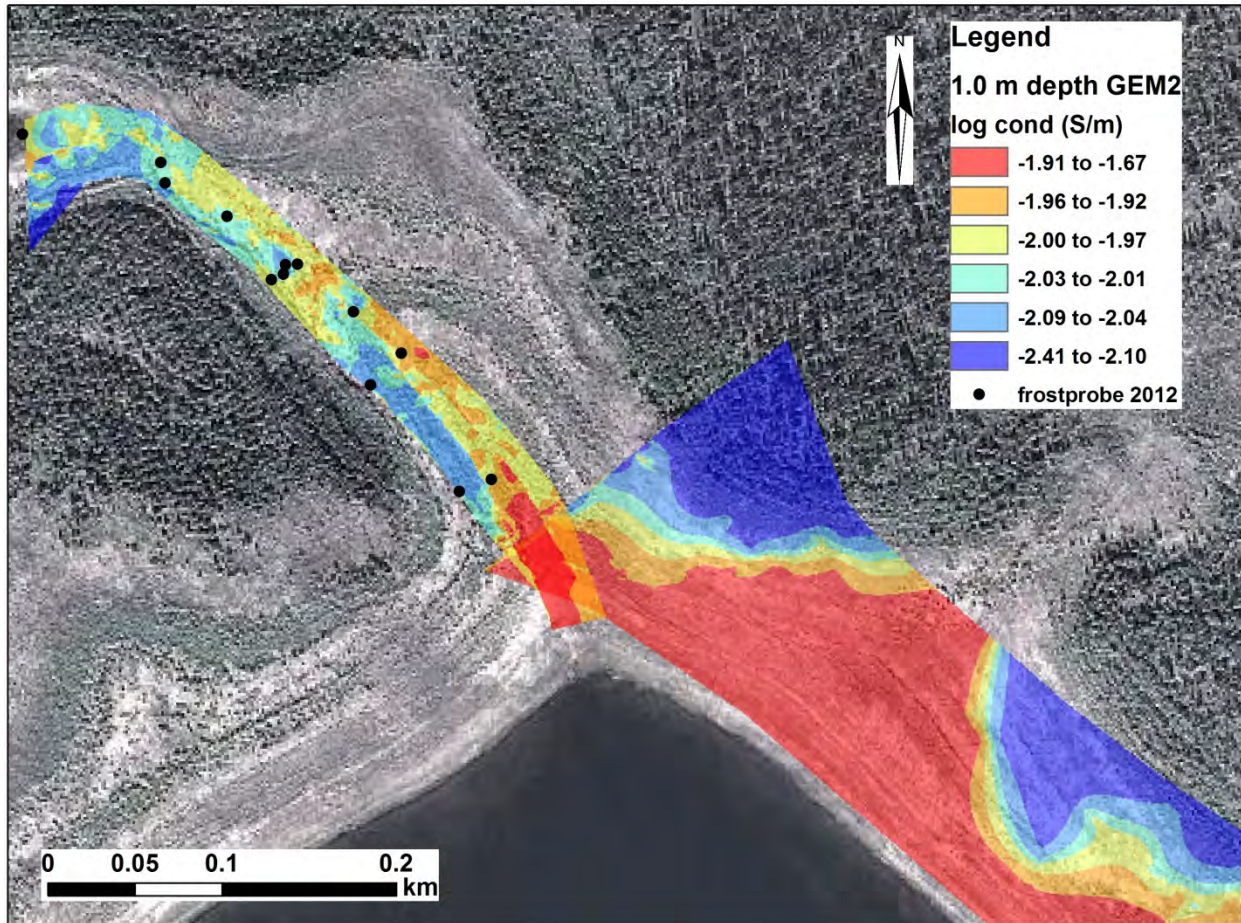 N
Legend
1.0 m depth GEM2
log cond (S/m)
-1.91 to -1.67
-1.96 to -1.92
-2.00 to -1.97
-2.03 to -2.01
-2.09 to -2.04
-2.41 to -2.10
frostprobe 2012
0 0.05 0.1 0.2
km